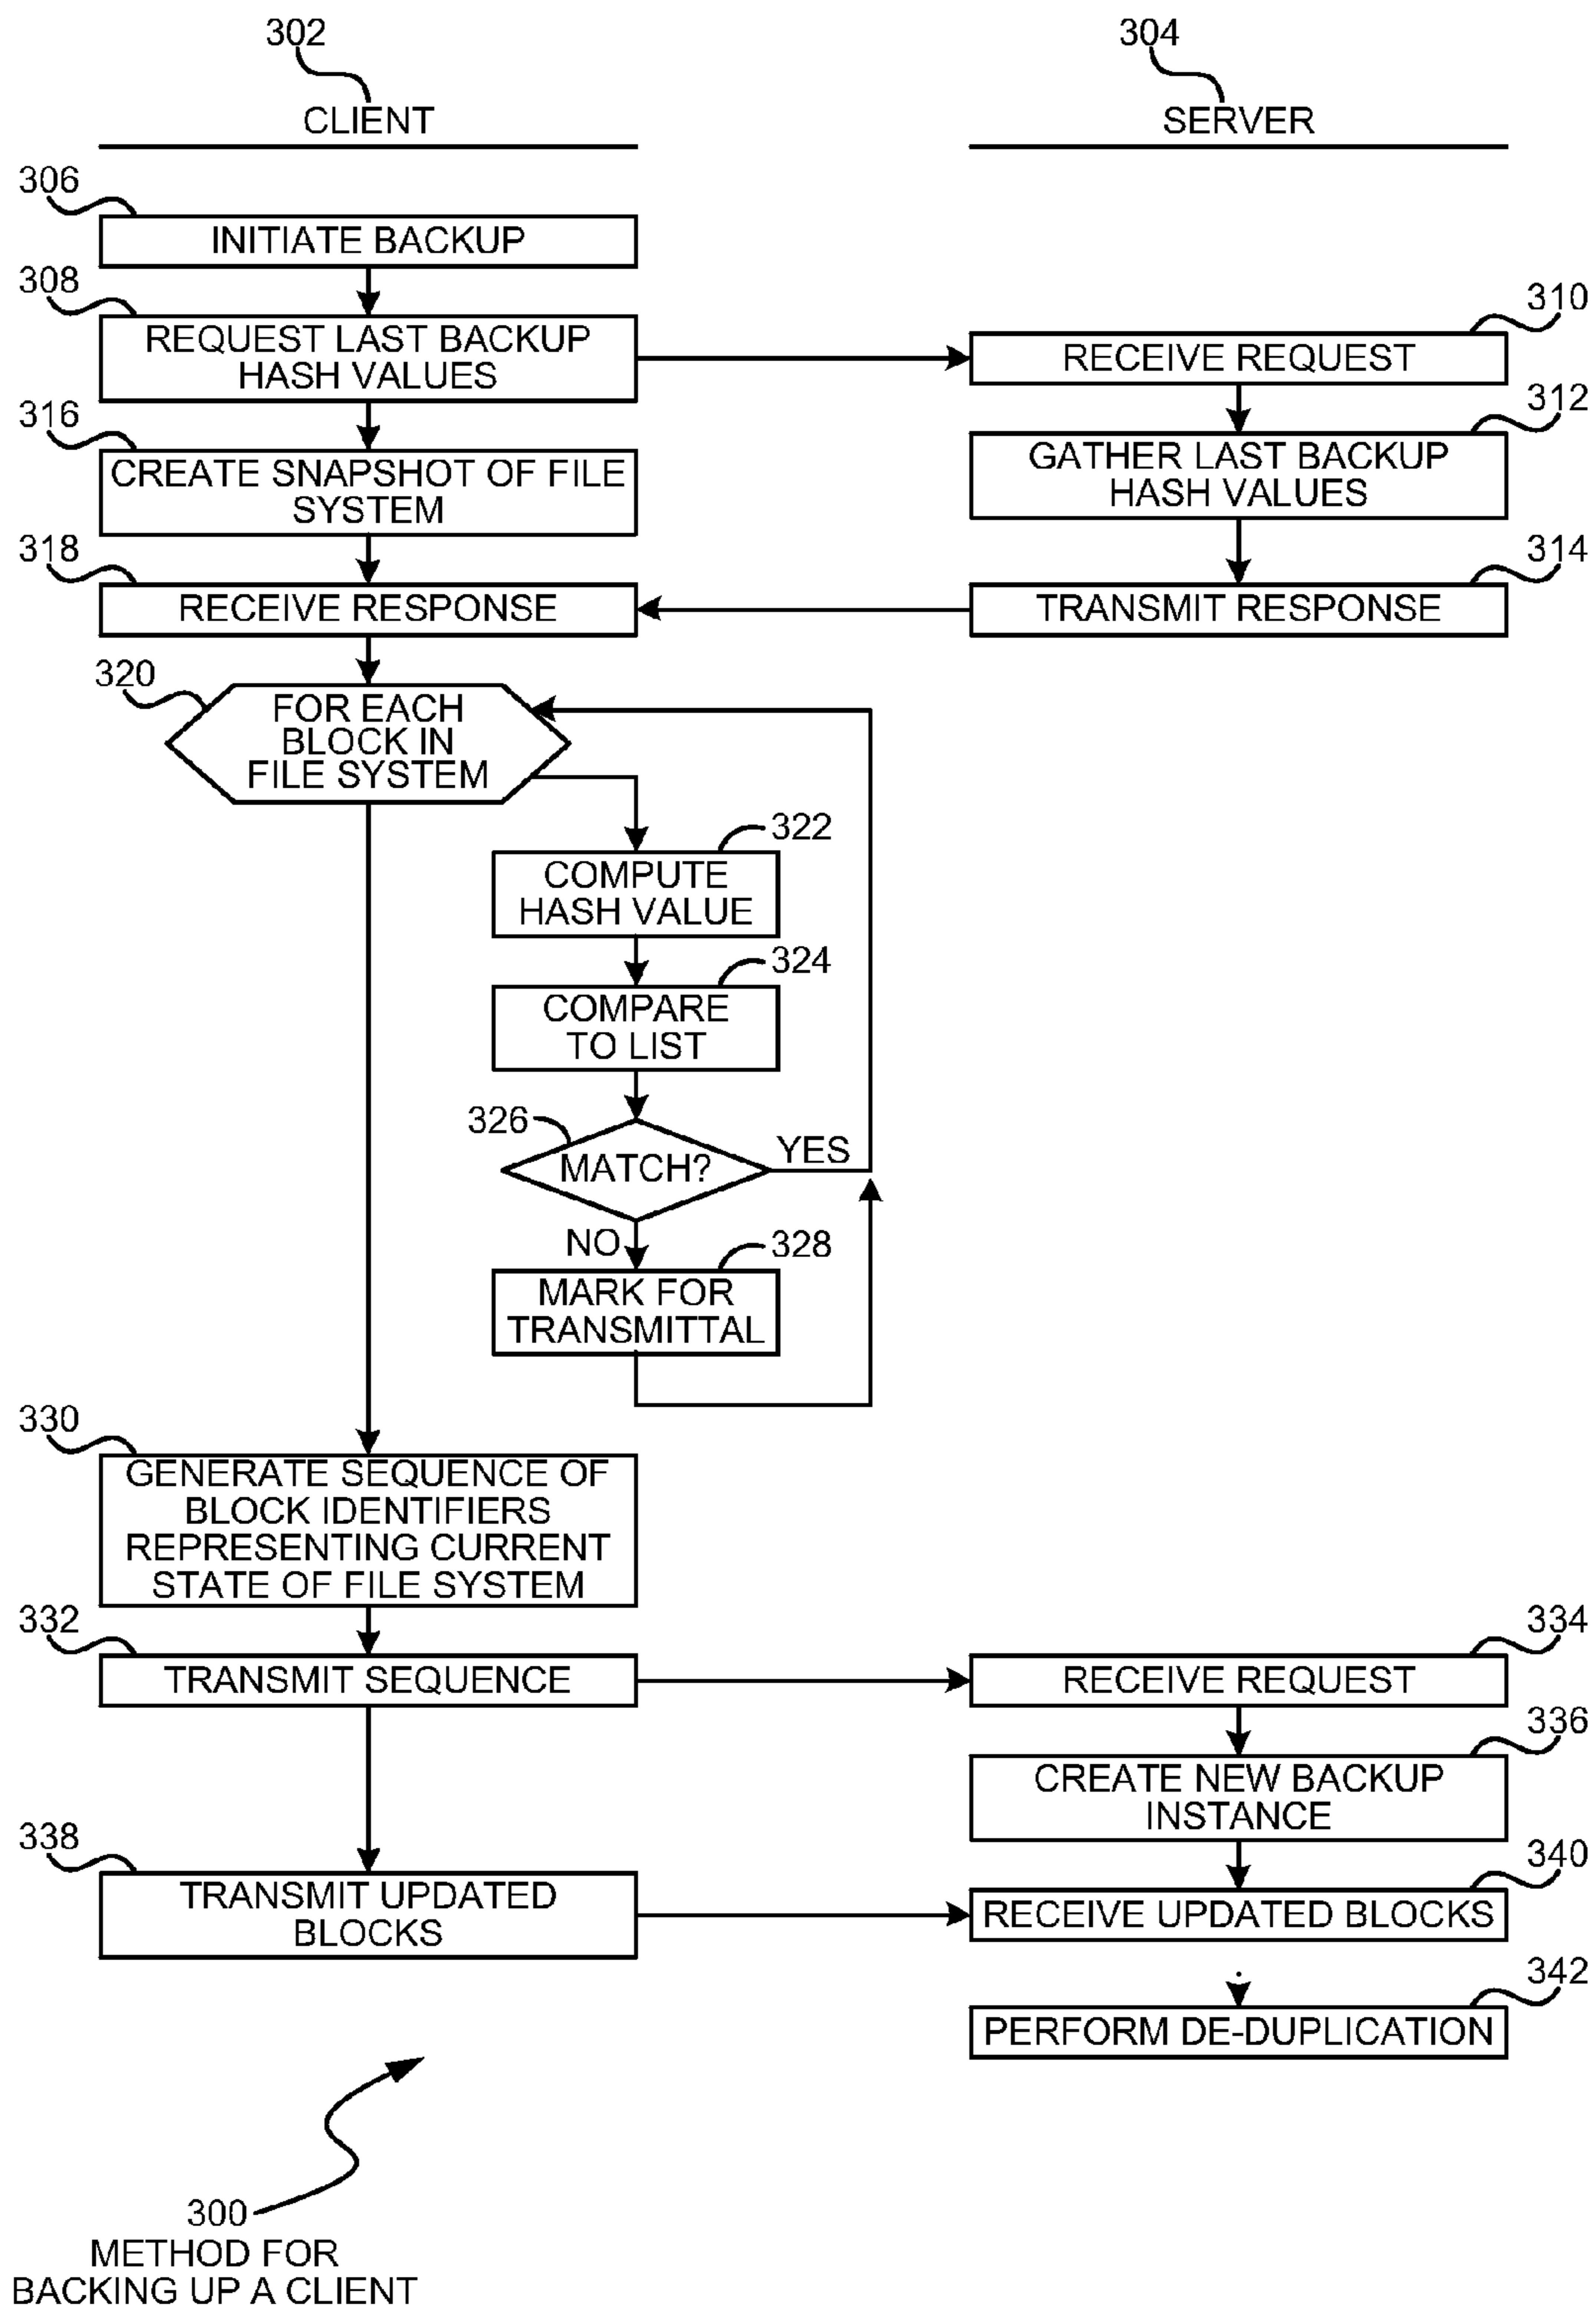 302
304
CLIENT
SERVER
306
INITIATE BACKUP
308
REQUEST LAST BACKUP
HASH VALUES
310
RECEIVE REQUEST
316
CREATE SNAPSHOT OF FILE
SYSTEM
312
GATHER LAST BACKUP
HASH VALUES
318
RECEIVE RESPONSE
314
TRANSMIT RESPONSE
320
FOR EACH
BLOCK IN
FILE SYSTEM
322
COMPUTE
HASH VALUE
324
COMPARE
TO LIST
326
MATCH?
YES
NO
328
MARK FOR
TRANSMITTAL
330
GENERATE SEQUENCE OF
BLOCK IDENTIFIERS
REPRESENTING CURRENT
STATE OF FILE SYSTEM
332
TRANSMIT SEQUENCE
334
RECEIVE REQUEST
336
CREATE NEW BACKUP
INSTANCE
338
TRANSMIT UPDATED
BLOCKS
340
RECEIVE UPDATED BLOCKS
342
PERFORM DE-DUPLICATION
300
METHOD FOR
BACKING UP A CLIENT